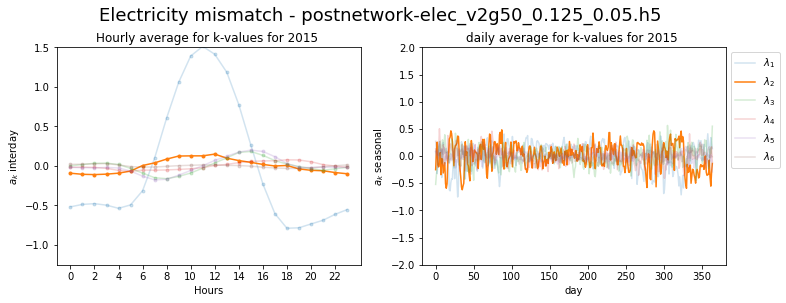 Electricity mismatch - postnetwork-elec_v2g50_0.125_0.05.h5
Hourly average for k-values for 2015
1.5
1.0
0.5
0.0
−0.5
−1.0
a_k interday
0 2 4 6 8 10 12 14 16 18 20 22
Hours
daily average for k-values for 2015
2.0
1.5
1.0
0.5
0.0
−0.5
−1.0
−1.5
−2.0
a_k seasonal
0 50 100 150 200 250 300 350
day
λ₁
λ₂
λ₃
λ₄
λ₅
λ₆